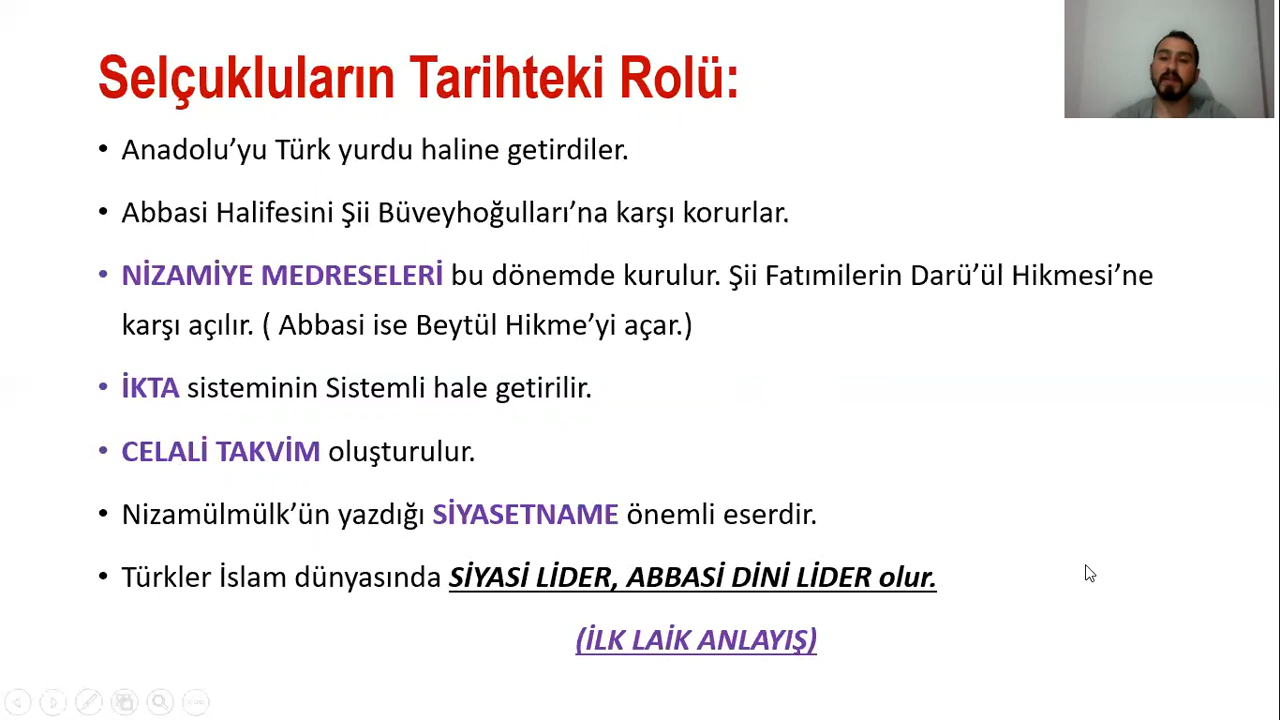 Selçukluların Tarihteki Rolü:
• Anadolu’yu Türk yurdu haline getirdiler.
• Abbasi Halifesini Şii Büveyhoğulları’na karşı korurlar.
• NİZAMİYE MEDRESELERİ bu dönemde kurulur. Şii Fatımilerin Darü’ül Hikmesi’ne
karşı açılır. ( Abbasi ise Beytül Hikme’yi açar.)
• İKTA sisteminin Sistemli hale getirilir.
• CELALİ TAKVİM oluşturulur.
• Nizamülmülk’ün yazdığı SİYASETNAME önemli eserdir.
• Türkler İslam dünyasında SİYASİ LİDER, ABBASİ DİNİ LİDER olur.
(İLK LAİK ANLAYIŞ)